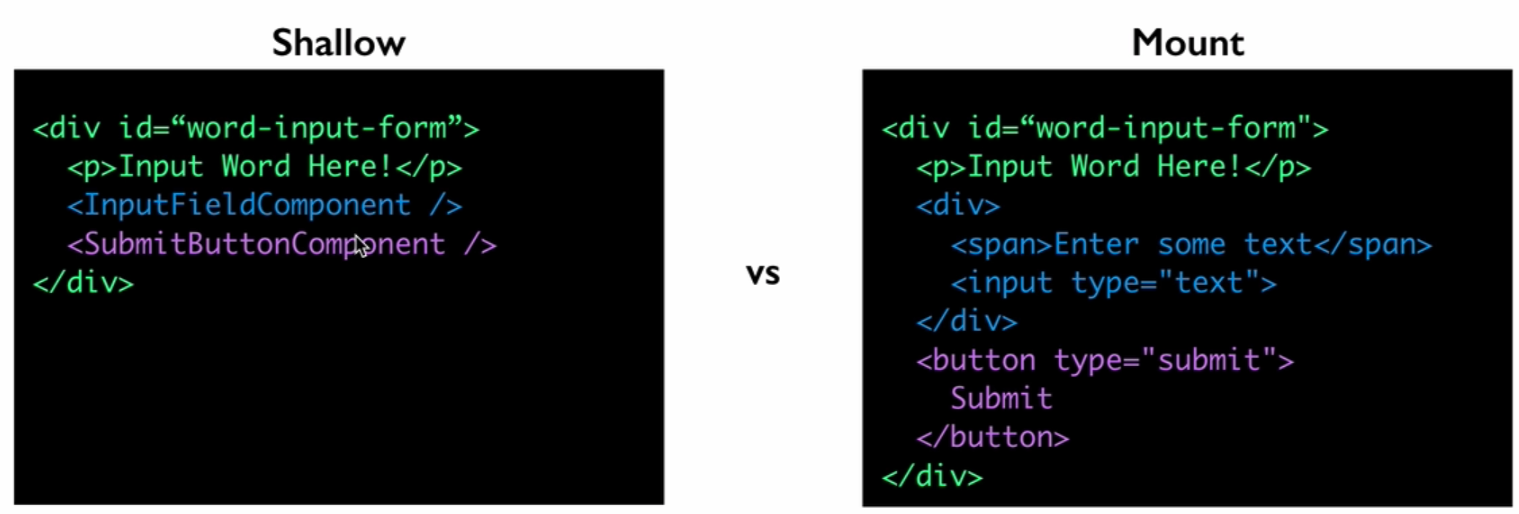 Shallow
<div id=“word-input-form”>
<p>Input Word Here!</p>
<InputFieldComponent />
<SubmitButtonComponent />
</div>
vs
Mount
<div id=“word-input-form">
<p>Input Word Here!</p>
<div>
<span>Enter some text</span>
<input type="text">
</div>
<button type="submit">
Submit
</button>
</div>